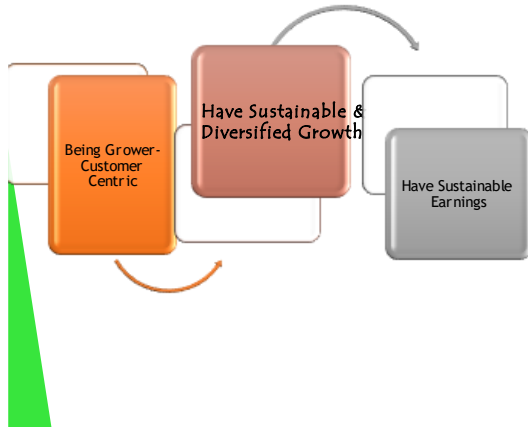 Being Grower-
Customer
Centric
Have Sustainable &
Diversified Growth
Have Sustainable
Earnings